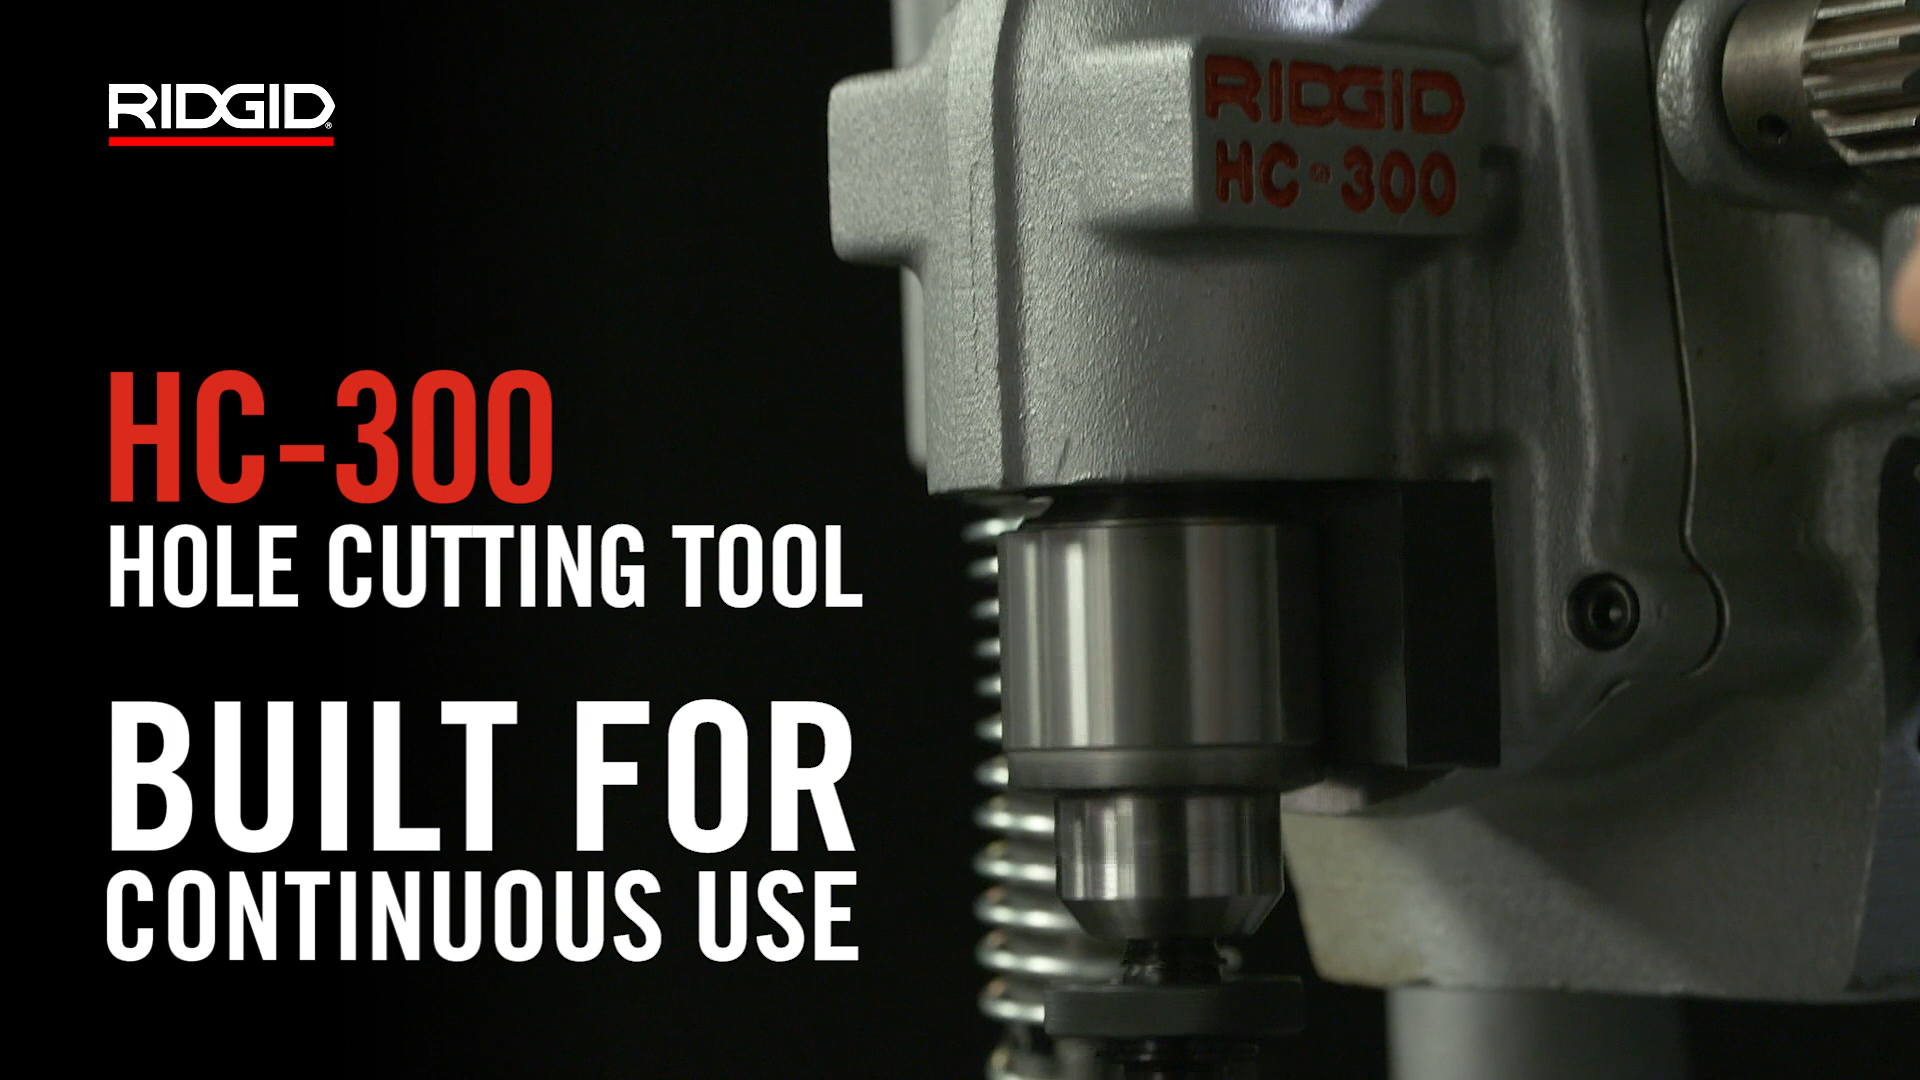 RIDGID®
HC-300
HOLE CUTTING TOOL
BUILT FOR
CONTINUOUS USE
RIDGID
HC-300